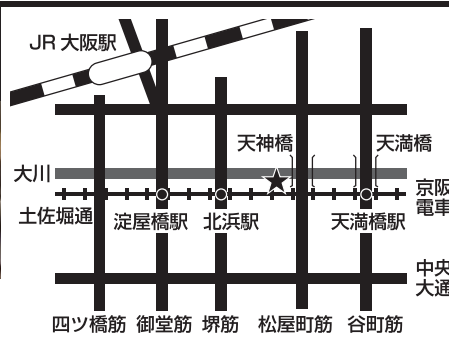 JR 大阪駅
天神橋
天満橋
大川
京阪
電車
土佐堀通
淀屋橋駅
北浜駅
天満橋駅
中央
大通
四ツ橋筋
御堂筋
堺筋
松屋町筋
谷町筋